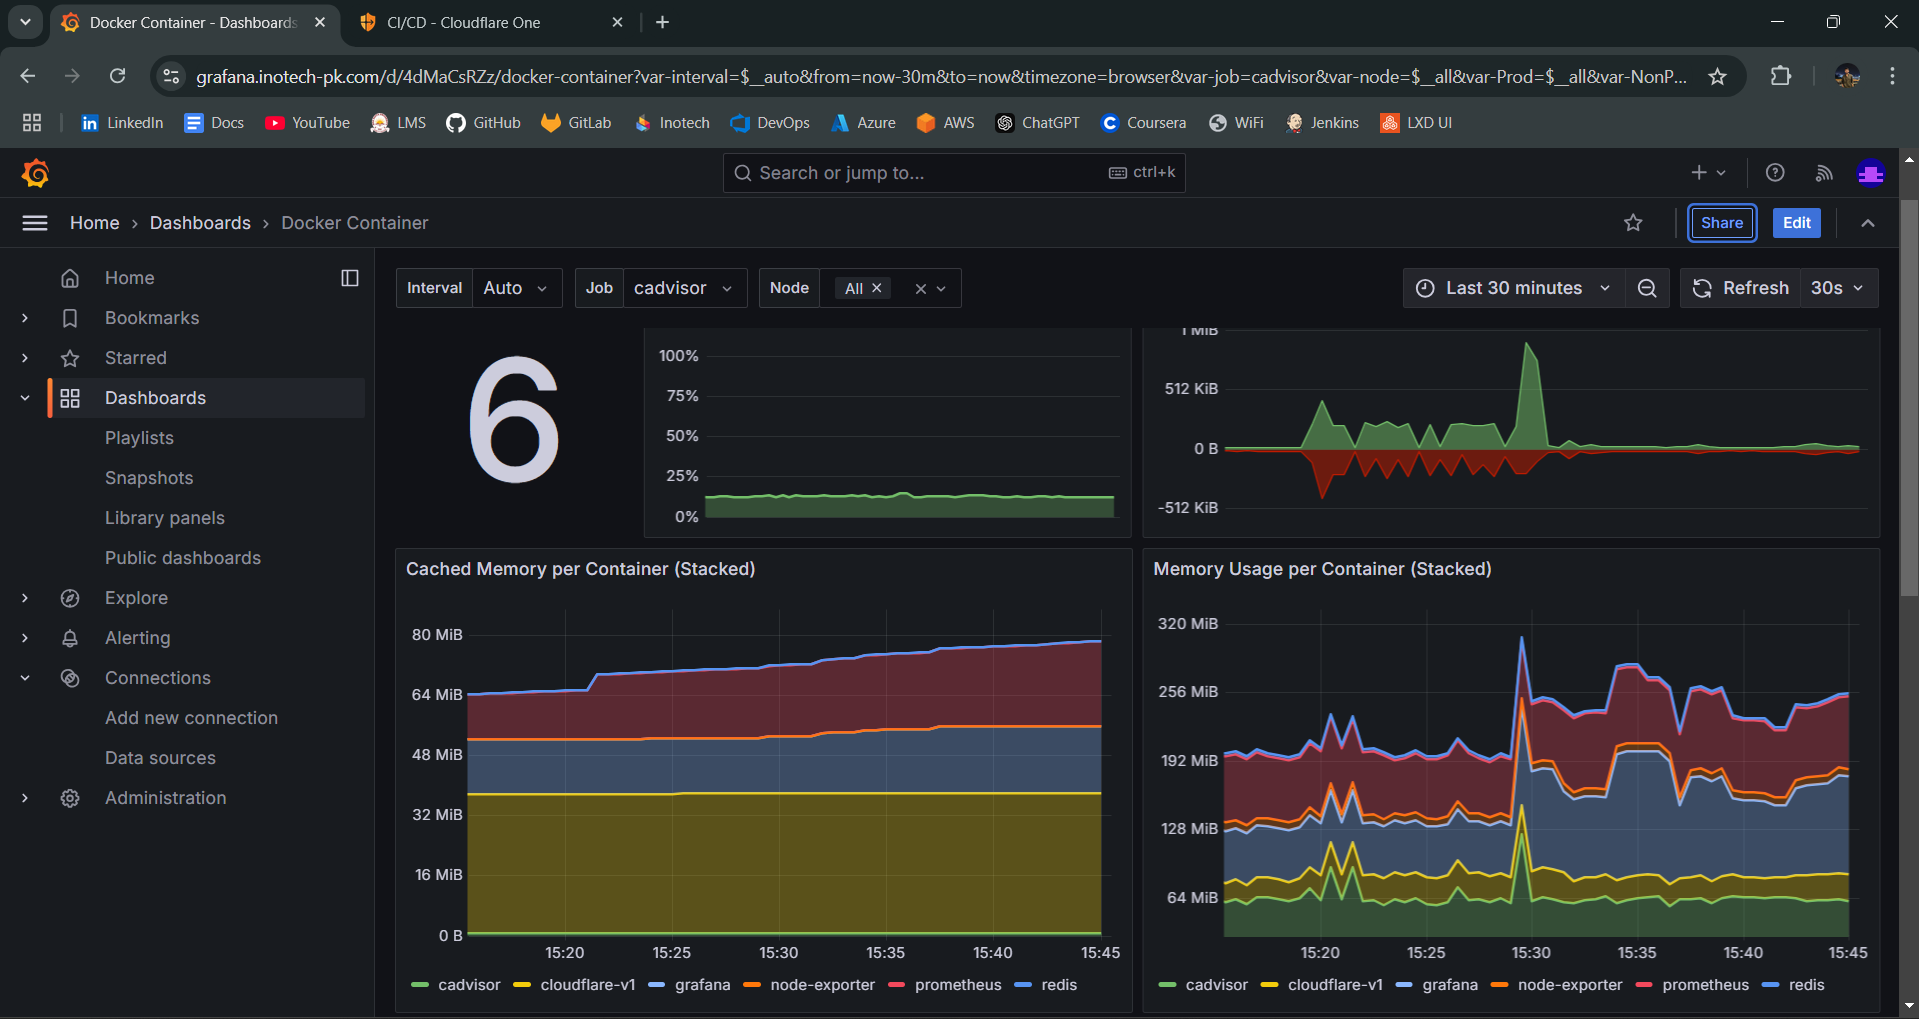 Docker Container - Dashboards
CI/CD - Cloudflare One
grafana.inotech-pk.com/d/4dMaCsRZz/docker-container?var-interval=$__auto&from=now-30m&to=now&timezone=browser&var-job=cadvisor&var-node=$__all&var-Prod=$__all&var-NonP...
LinkedIn Docs YouTube LMS GitHub GitLab Inotech DevOps Azure AWS ChatGPT Coursera WiFi Jenkins LXD UI
Search or jump to... ctrl+k
Home › Dashboards › Docker Container
Share Edit
Home
Bookmarks
Starred
Dashboards
Playlists
Snapshots
Library panels
Public dashboards
Explore
Alerting
Connections
Add new connection
Data sources
Administration
Interval Auto Job cadvisor Node All
Last 30 minutes Refresh 30s
6
100%
75%
50%
25%
0%
1 MiB
512 KiB
0 B
-512 KiB
Cached Memory per Container (Stacked)
80 MiB
64 MiB
48 MiB
32 MiB
16 MiB
0 B
15:20 15:25 15:30 15:35 15:40 15:45
cadvisor cloudflare-v1 grafana node-exporter prometheus redis
Memory Usage per Container (Stacked)
320 MiB
256 MiB
192 MiB
128 MiB
64 MiB
15:20 15:25 15:30 15:35 15:40 15:45
cadvisor cloudflare-v1 grafana node-exporter prometheus redis